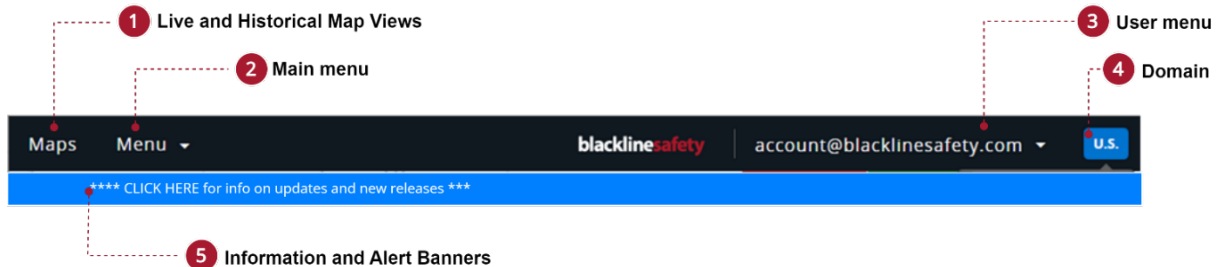 1 Live and Historical Map Views
3 User menu
2 Main menu
4 Domain
Maps Menu blacklinesafety account@blacklinesafety.com U.S.
**** CLICK HERE for info on updates and new releases ***
5 Information and Alert Banners